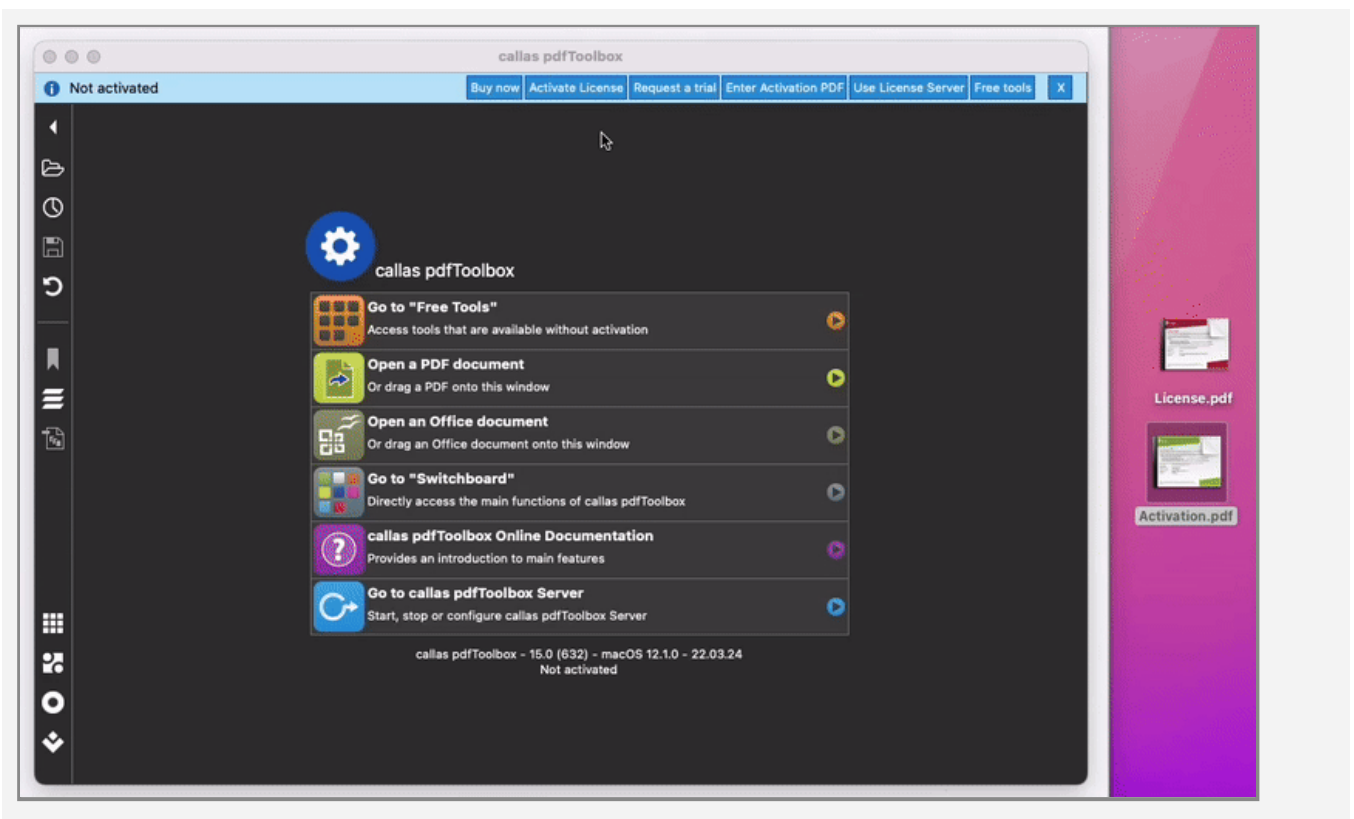 callas pdfToolbox
Not activated
Buy now
Activate License
Request a trial
Enter Activation PDF
Use License Server
Free tools
X
callas pdfToolbox
Go to "Free Tools"
Access tools that are available without activation
Open a PDF document
Or drag a PDF onto this window
Open an Office document
Or drag an Office document onto this window
Go to "Switchboard"
Directly access the main functions of callas pdfToolbox
callas pdfToolbox Online Documentation
Provides an introduction to main features
Go to callas pdfToolbox Server
Start, stop or configure callas pdfToolbox Server
callas pdfToolbox - 15.0 (632) - macOS 12.1.0 - 22.03.24
Not activated
License.pdf
Activation.pdf